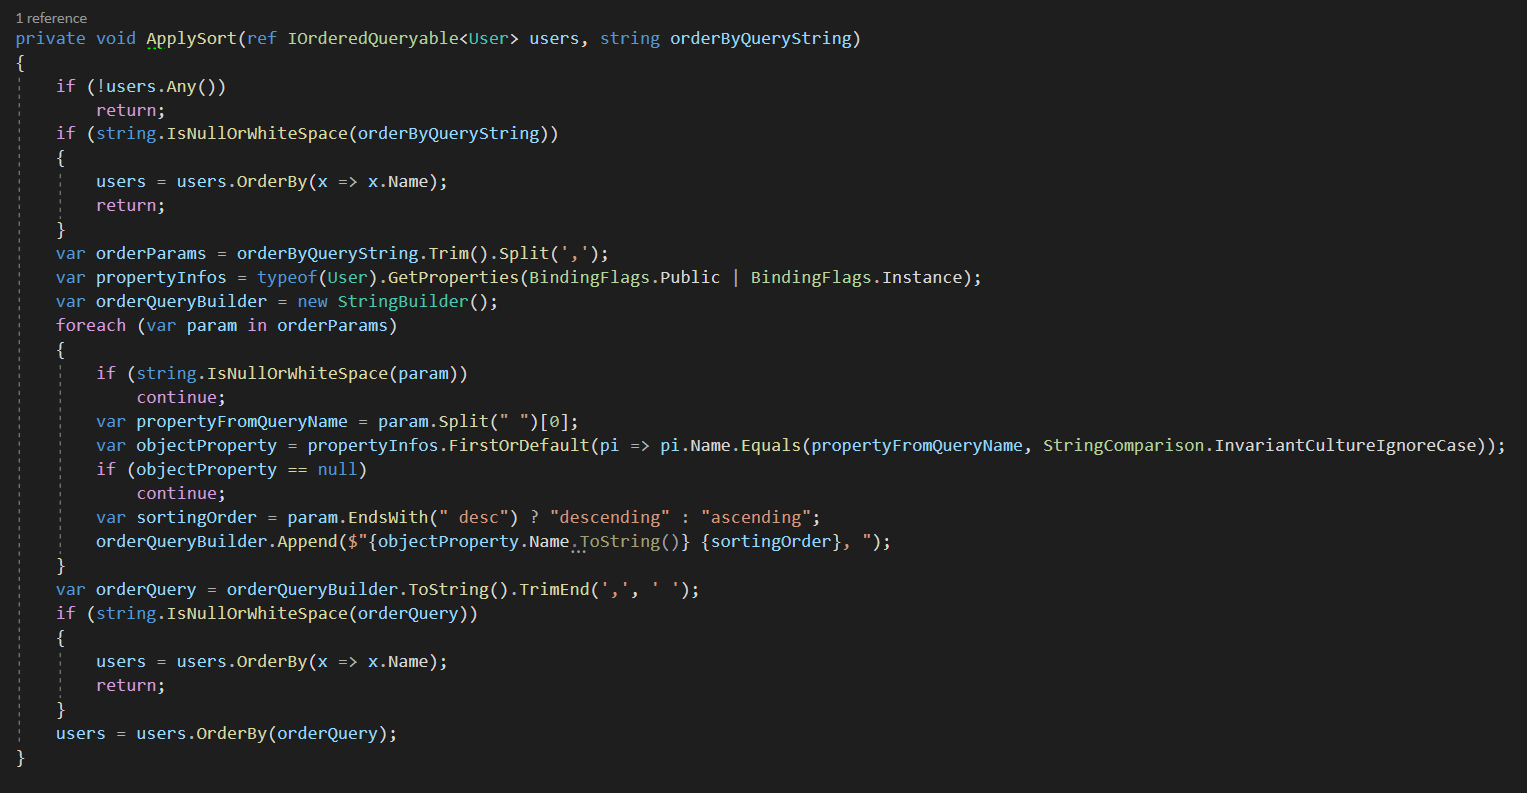 1 reference
private void ApplySort(ref IOrderedQueryable<User> users, string orderByQueryString)
{
    if (!users.Any())
        return;
    if (string.IsNullOrWhiteSpace(orderByQueryString))
    {
        users = users.OrderBy(x => x.Name);
        return;
    }
    var orderParams = orderByQueryString.Trim().Split(',');
    var propertyInfos = typeof(User).GetProperties(BindingFlags.Public | BindingFlags.Instance);
    var orderQueryBuilder = new StringBuilder();
    foreach (var param in orderParams)
    {
        if (string.IsNullOrWhiteSpace(param))
            continue;
        var propertyFromQueryName = param.Split(" ")[0];
        var objectProperty = propertyInfos.FirstOrDefault(pi => pi.Name.Equals(propertyFromQueryName, StringComparison.InvariantCultureIgnoreCase));
        if (objectProperty == null)
            continue;
        var sortingOrder = param.EndsWith(" desc") ? "descending" : "ascending";
        orderQueryBuilder.Append($"{objectProperty.Name.ToString()} {sortingOrder}, ");
    }
    var orderQuery = orderQueryBuilder.ToString().TrimEnd(',', ' ');
    if (string.IsNullOrWhiteSpace(orderQuery))
    {
        users = users.OrderBy(x => x.Name);
        return;
    }
    users = users.OrderBy(orderQuery);
}